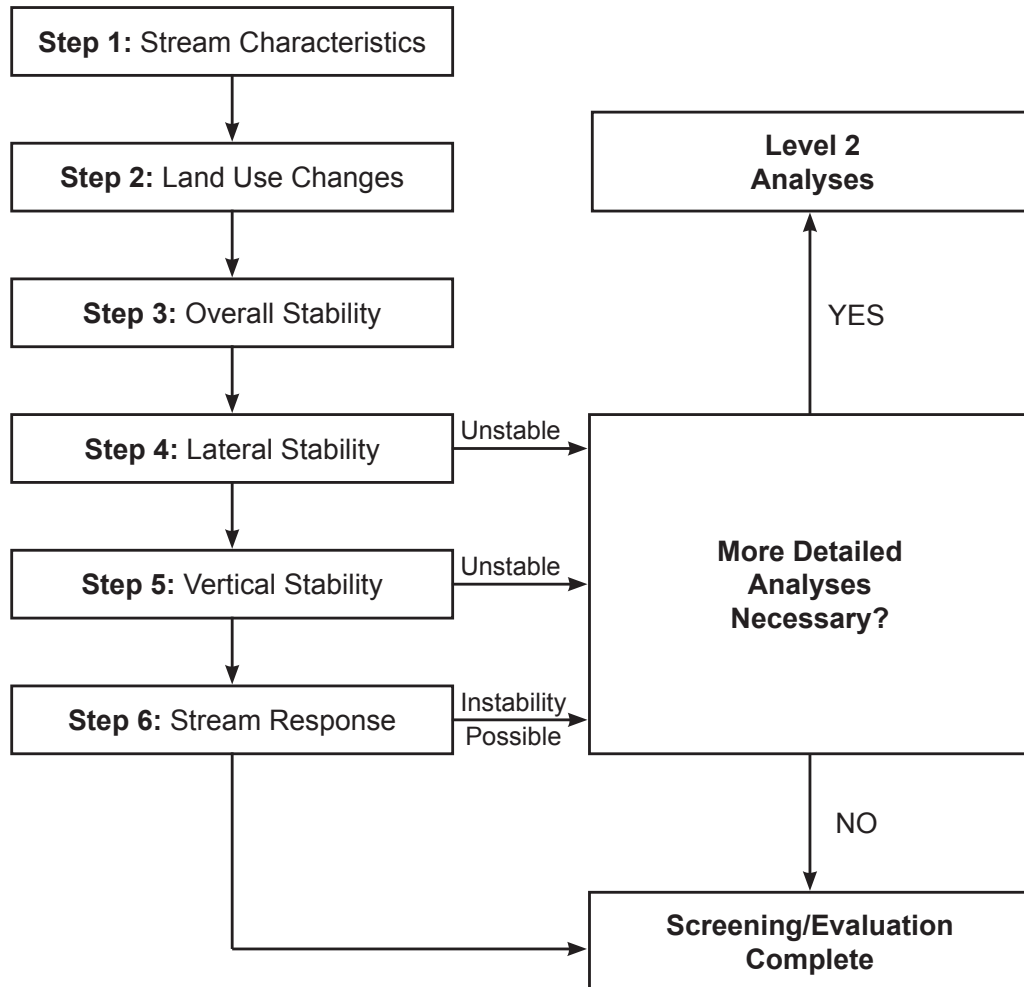 Step 1: Stream Characteristics
Step 2: Land Use Changes
Step 3: Overall Stability
Step 4: Lateral Stability
Unstable
Step 5: Vertical Stability
Unstable
Step 6: Stream Response
Instability
Possible
Level 2
Analyses
YES
More Detailed
Analyses
Necessary?
NO
Screening/Evaluation
Complete